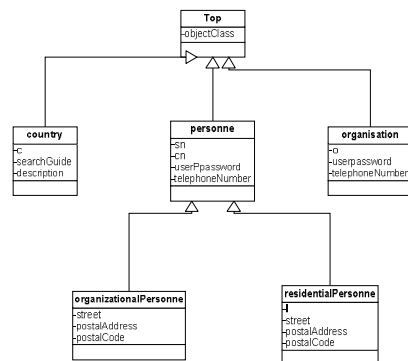 Top
-objectClass
country
-c
-searchGuide
-description
personne
-sn
-cn
-userPpassword
-telephoneNumber
organisation
-o
-userpassword
-telephoneNumber
organizationalPersonne
-street
-postalAddress
-postalCode
residentialPersonne
-l
-street
-postalAddress
-postalCode